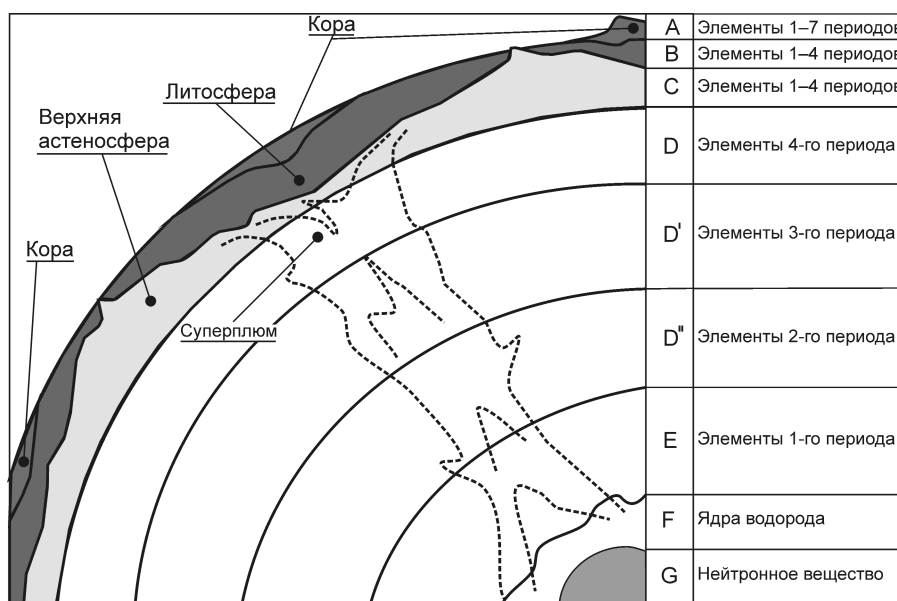 Кора
A Элементы 1–7 периодов
B Элементы 1–4 периодов
C Элементы 1–4 периодов
Литосфера
Верхняя
астеносфера
D Элементы 4-го периода
D' Элементы 3-го периода
Кора
Суперплюм
D" Элементы 2-го периода
E Элементы 1-го периода
F Ядра водорода
G Нейтронное вещество